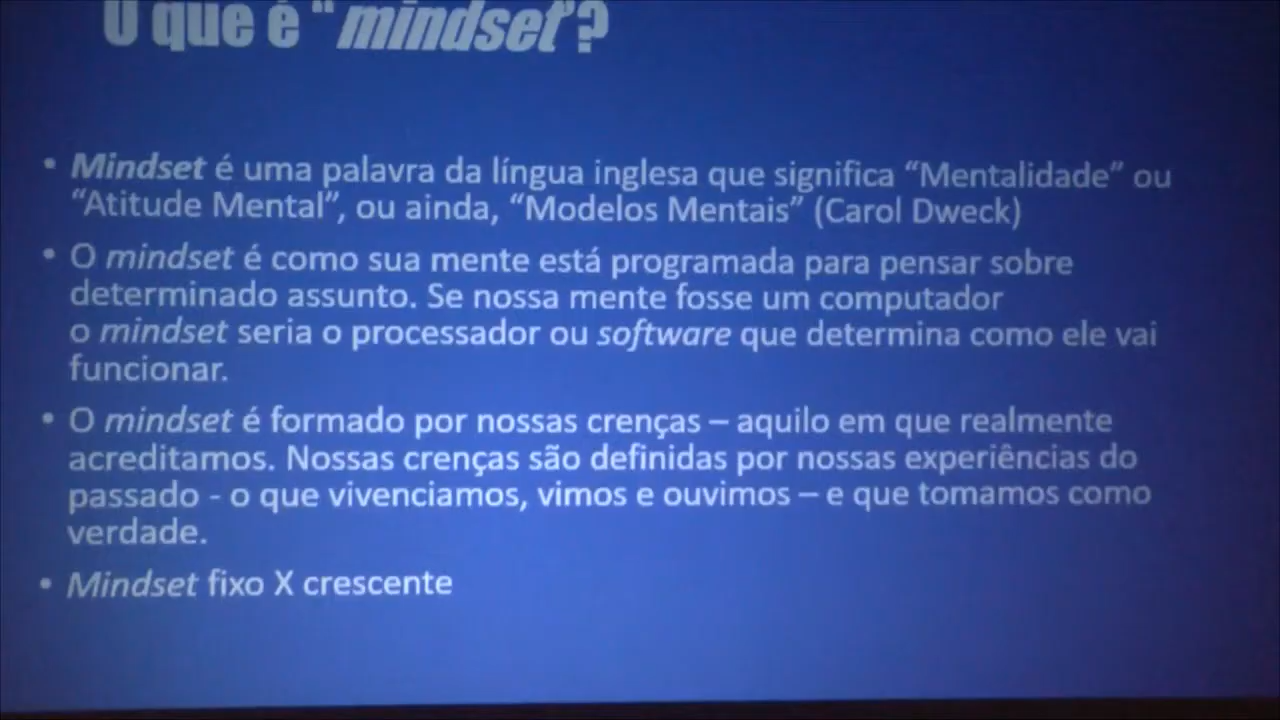 O que é "mindset"?
• Mindset é uma palavra da língua inglesa que significa “Mentalidade” ou
“Atitude Mental”, ou ainda, “Modelos Mentais” (Carol Dweck)
• O mindset é como sua mente está programada para pensar sobre
determinado assunto. Se nossa mente fosse um computador
o mindset seria o processador ou software que determina como ele vai
funcionar.
• O mindset é formado por nossas crenças – aquilo em que realmente
acreditamos. Nossas crenças são definidas por nossas experiências do
passado - o que vivenciamos, vimos e ouvimos – e que tomamos como
verdade.
• Mindset fixo X crescente